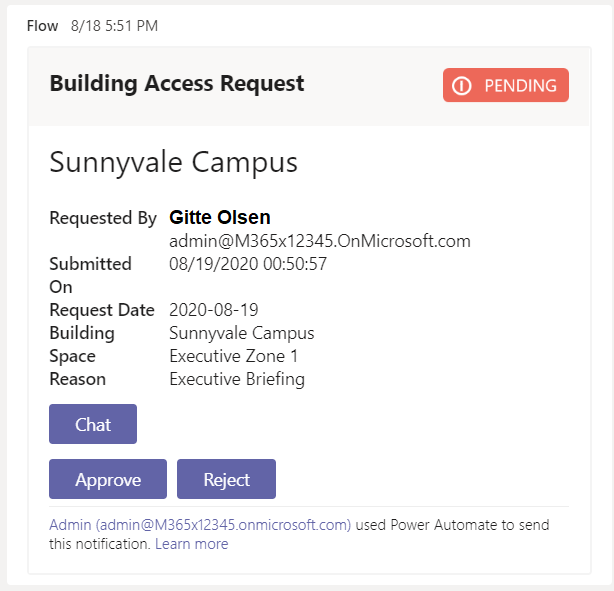 Flow 8/18 5:51 PM
Building Access Request
PENDING
Sunnyvale Campus
Requested By Gitte Olsen
admin@M365x12345.OnMicrosoft.com
Submitted On 08/19/2020 00:50:57
Request Date 2020-08-19
Building Sunnyvale Campus
Space Executive Zone 1
Reason Executive Briefing
Chat
Approve Reject
Admin (admin@M365x12345.onmicrosoft.com) used Power Automate to send
this notification. Learn more